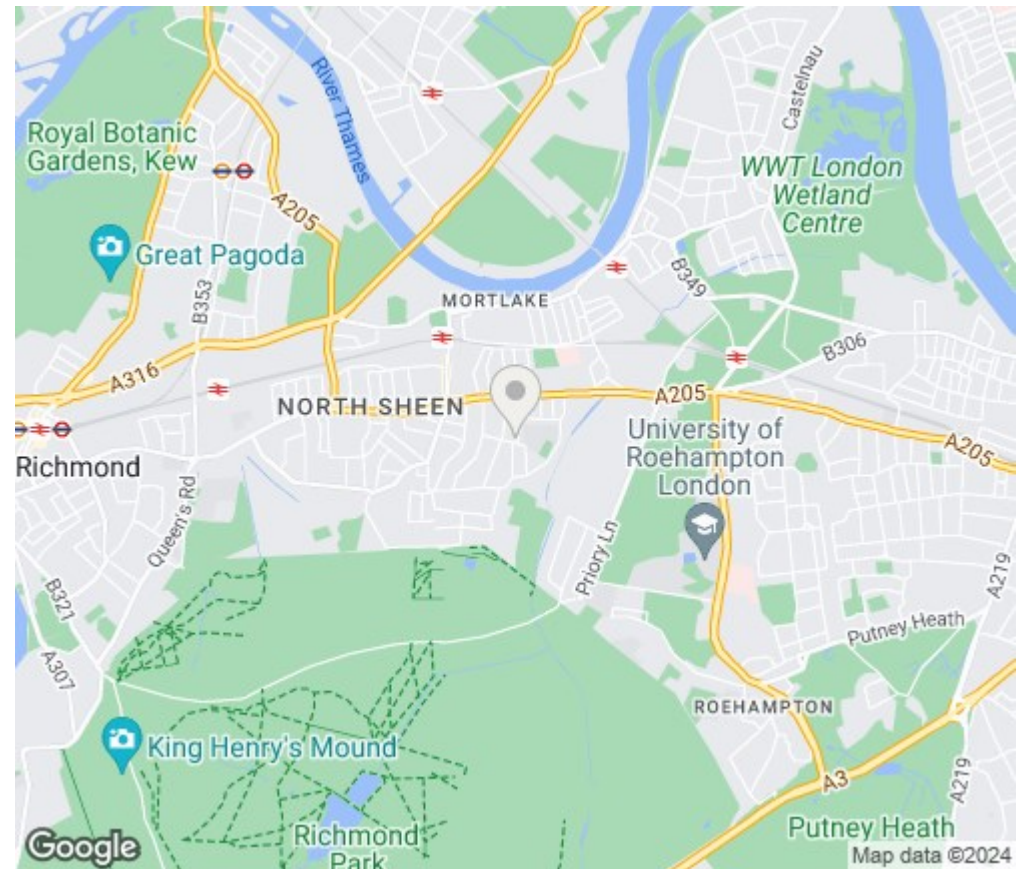 River Thames
Castelnau
Royal Botanic
Gardens, Kew
A205
WWT London
Wetland
Centre
Great Pagoda
B353
B349
MORTLAKE
A316
B306
NORTH SHEEN
A205
Richmond
University of
Roehampton
London
A205
Queen's Rd
Priory Ln
B321
A307
A219
Putney Heath
ROEHAMPTON
King Henry's Mound
A3
A219
Richmond
Park
Putney Heath
Google
Map data ©2024